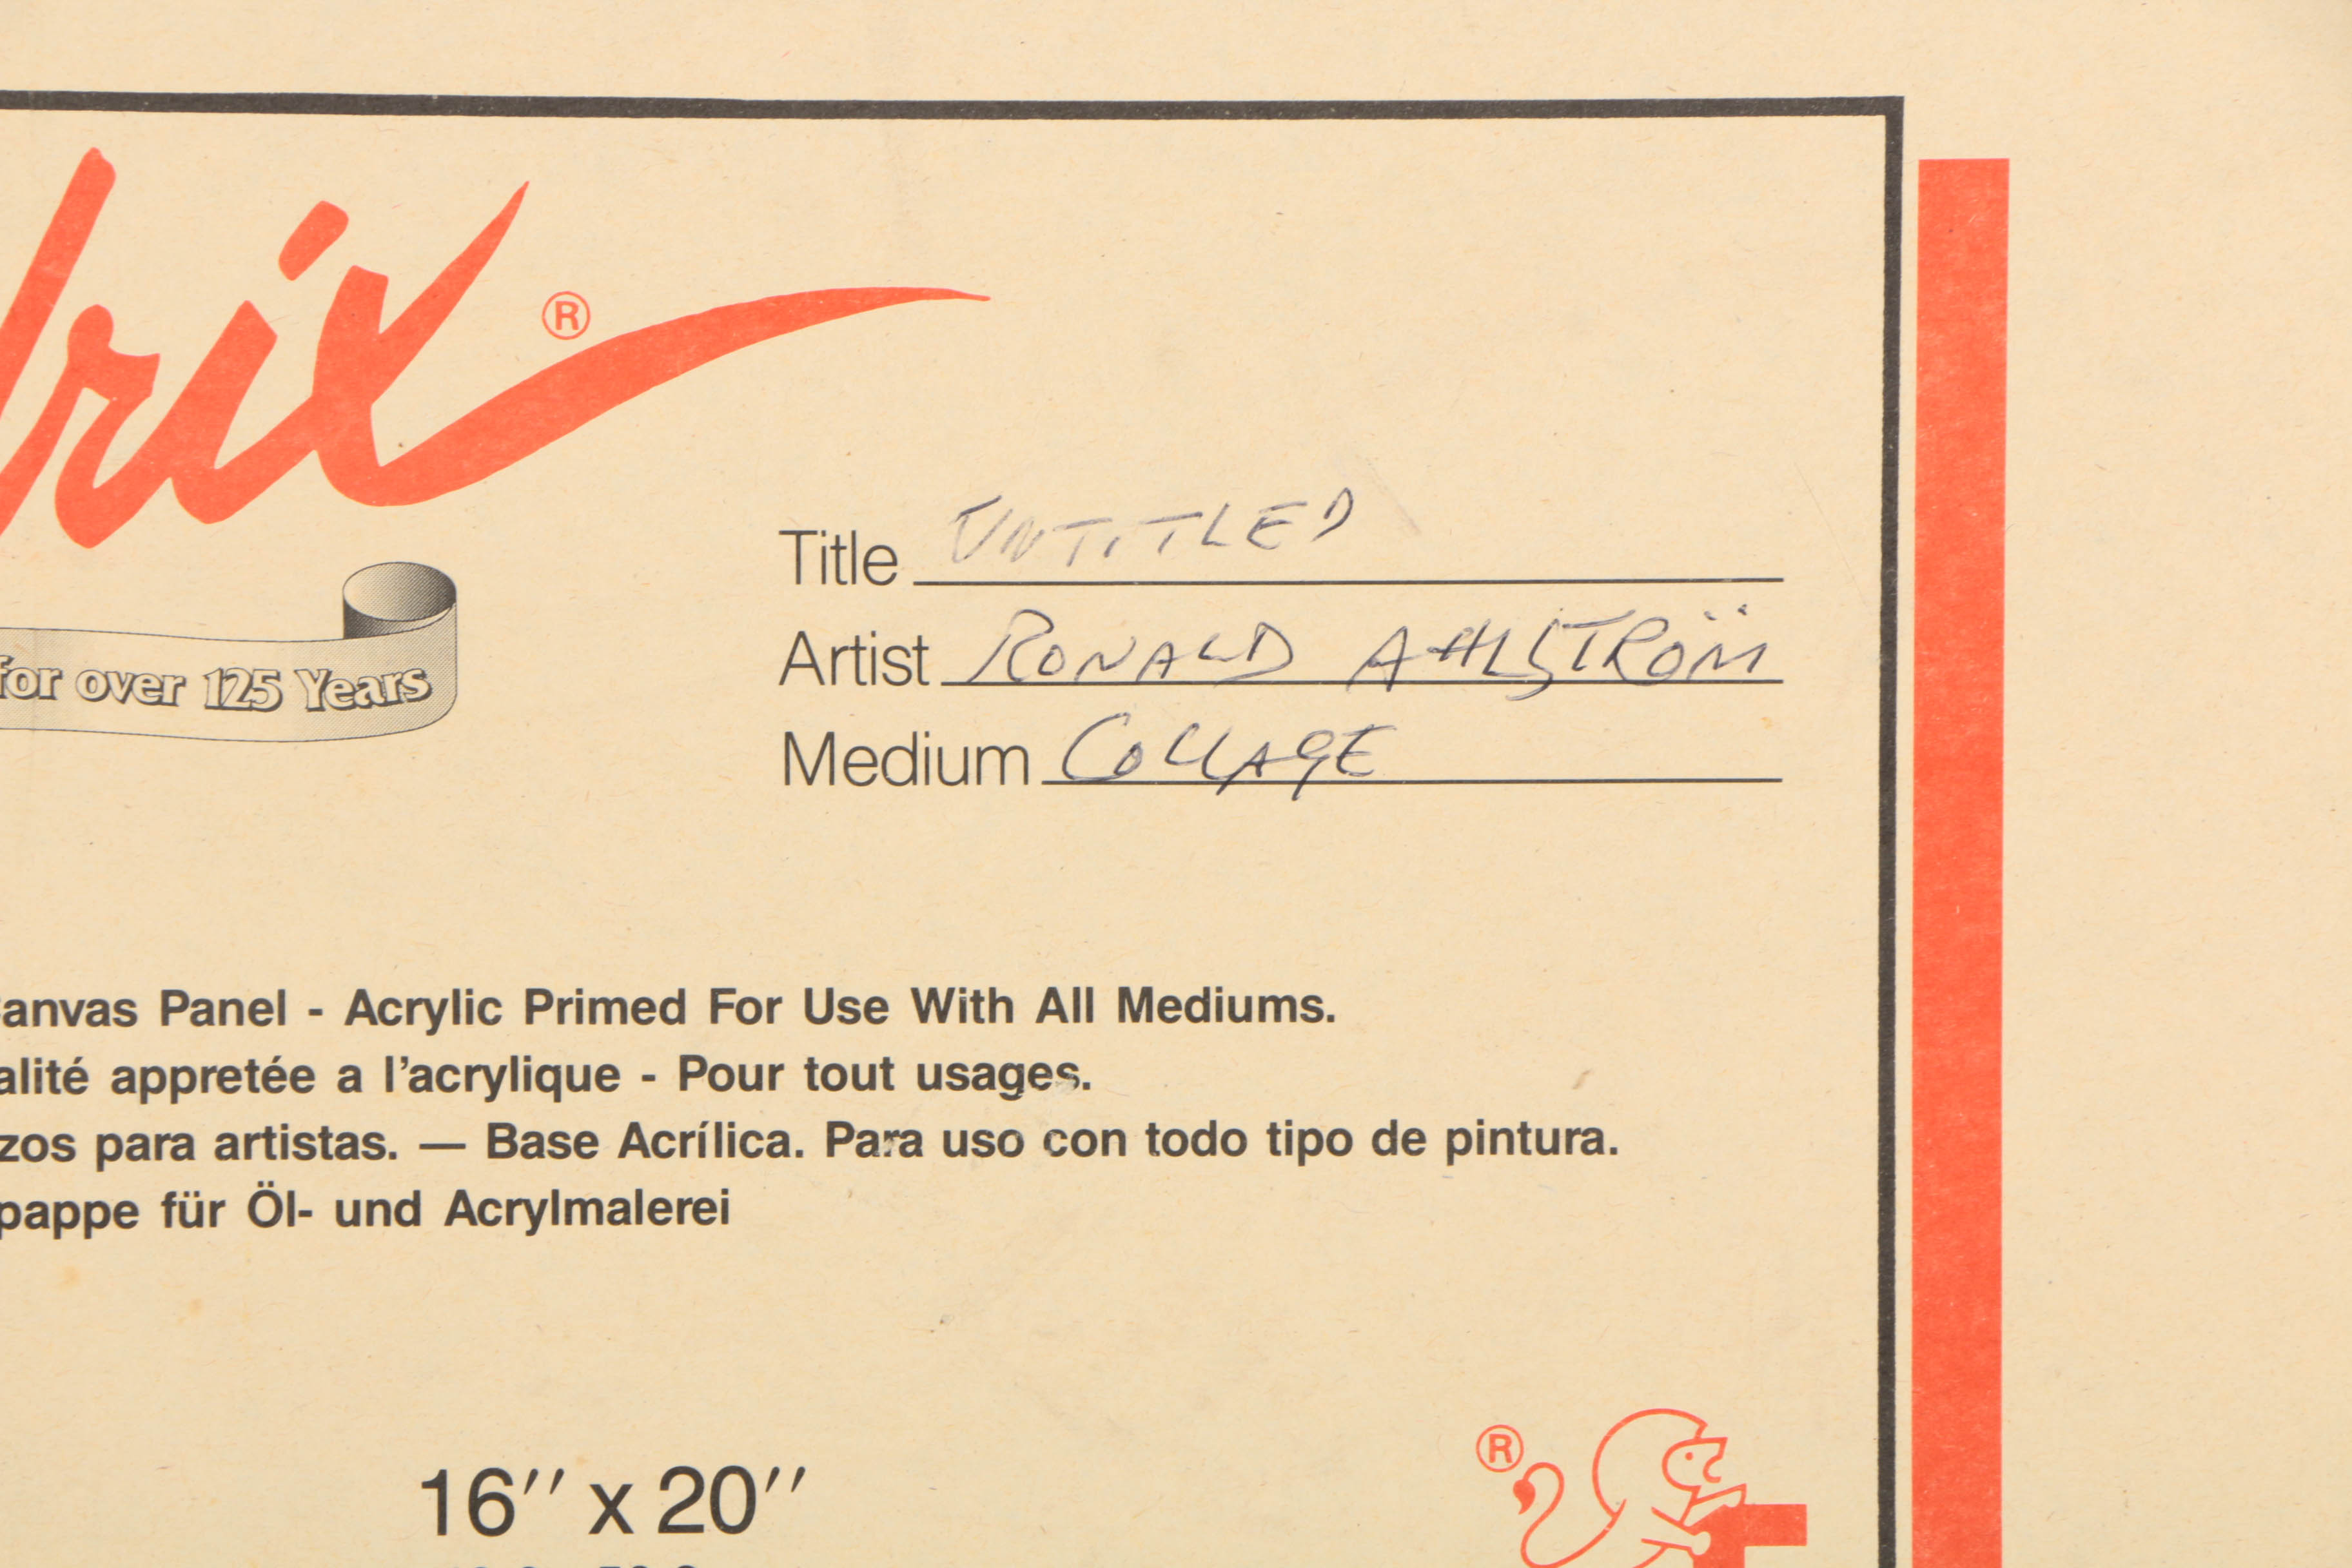 rix®
for over 125 Years
Title UNTITLED
Artist RONALD AHLSTRÖM
Medium COLLAGE
anvas Panel - Acrylic Primed For Use With All Mediums.
alité appretée a l'acrylique - Pour tout usages.
zos para artistas. — Base Acrílica. Para uso con todo tipo de pintura.
pappe für Öl- und Acrylmalerei
16" x 20"
®